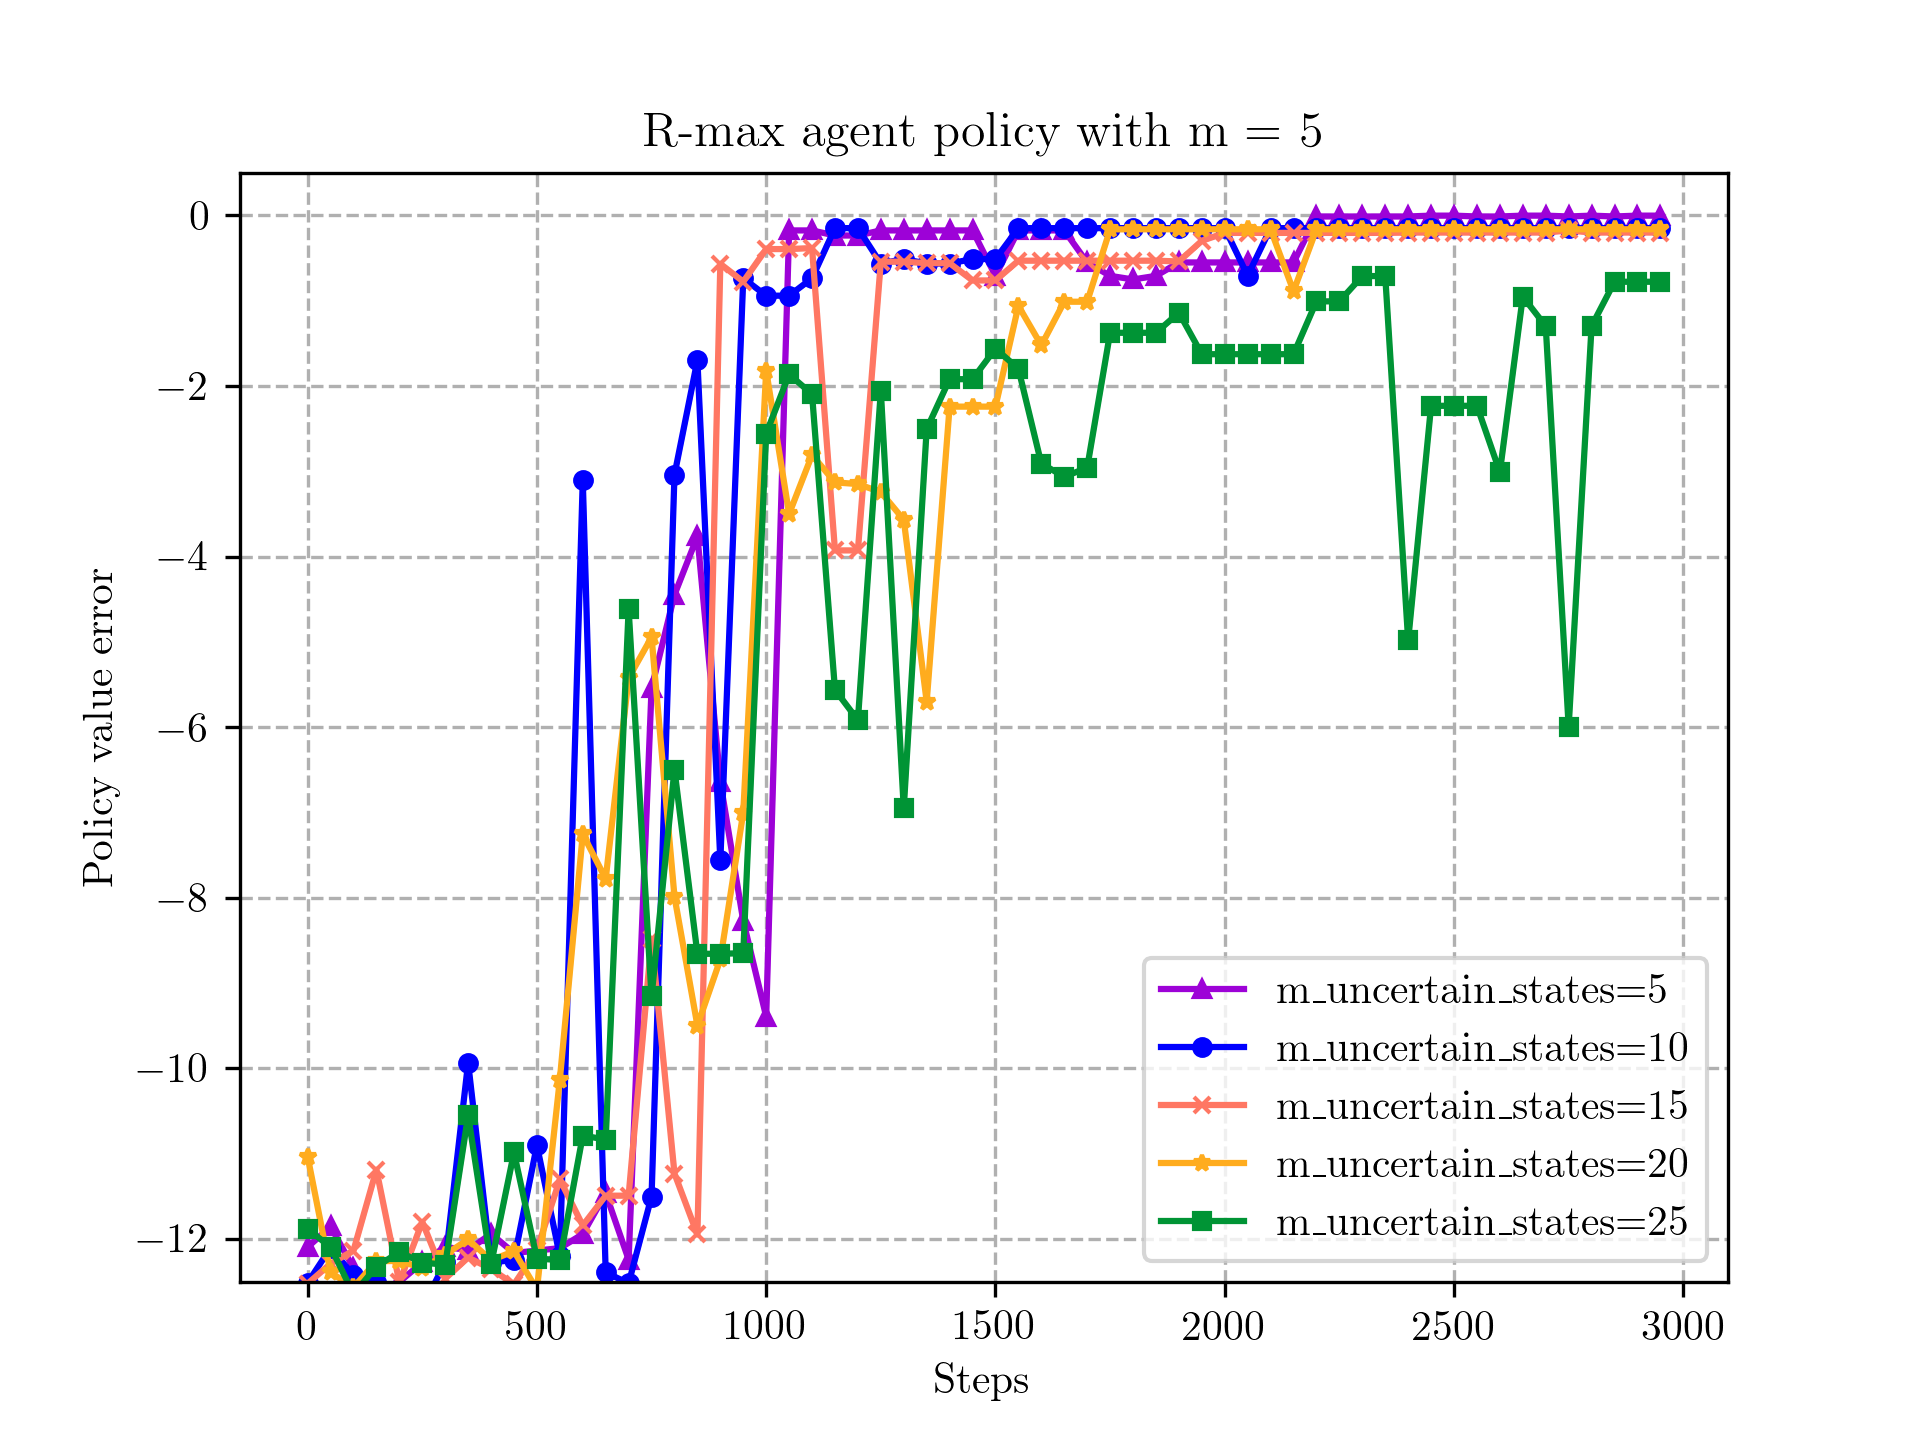 R-max agent policy with m = 5
Policy value error
0
−2
−4
−6
−8
−10
−12
m_uncertain_states=5
m_uncertain_states=10
m_uncertain_states=15
m_uncertain_states=20
m_uncertain_states=25
0 500 1000 1500 2000 2500 3000
Steps